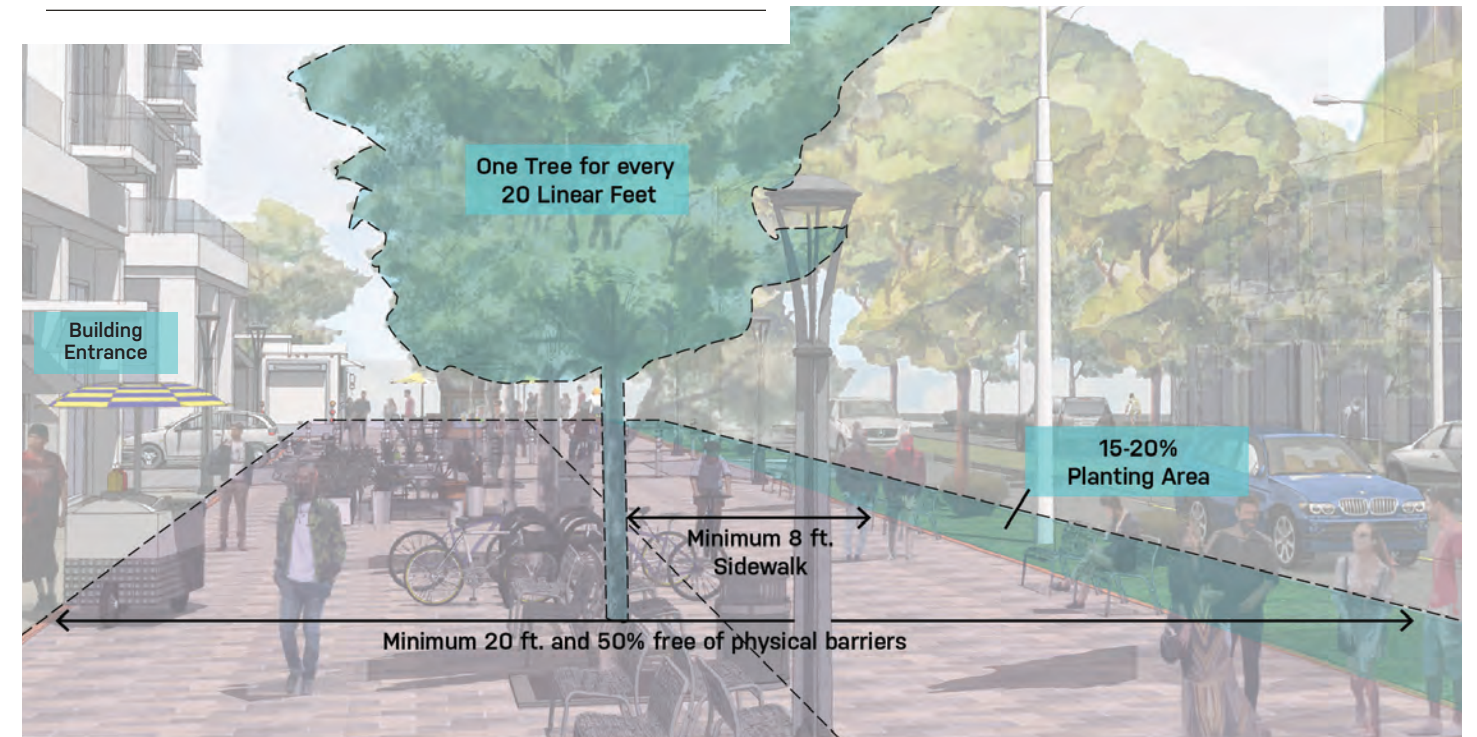 One Tree for every
20 Linear Feet
Building
Entrance
15-20%
Planting Area
Minimum 8 ft.
Sidewalk
Minimum 20 ft. and 50% free of physical barriers